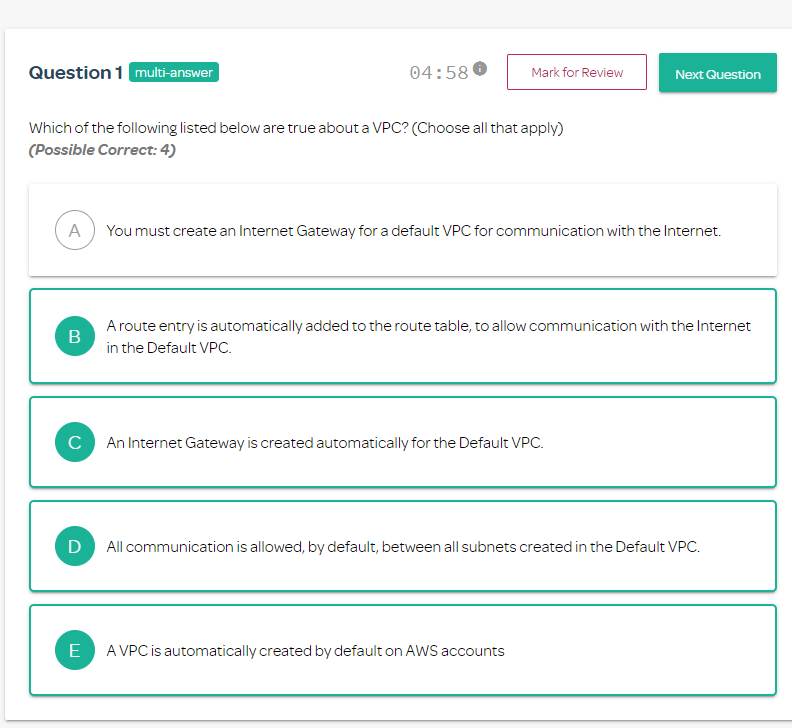 Question 1 multi-answer 04:58 i Mark for Review Next Question
Which of the following listed below are true about a VPC? (Choose all that apply)
(Possible Correct: 4)
A You must create an Internet Gateway for a default VPC for communication with the Internet.
B A route entry is automatically added to the route table, to allow communication with the Internet
in the Default VPC.
C An Internet Gateway is created automatically for the Default VPC.
D All communication is allowed, by default, between all subnets created in the Default VPC.
E A VPC is automatically created by default on AWS accounts